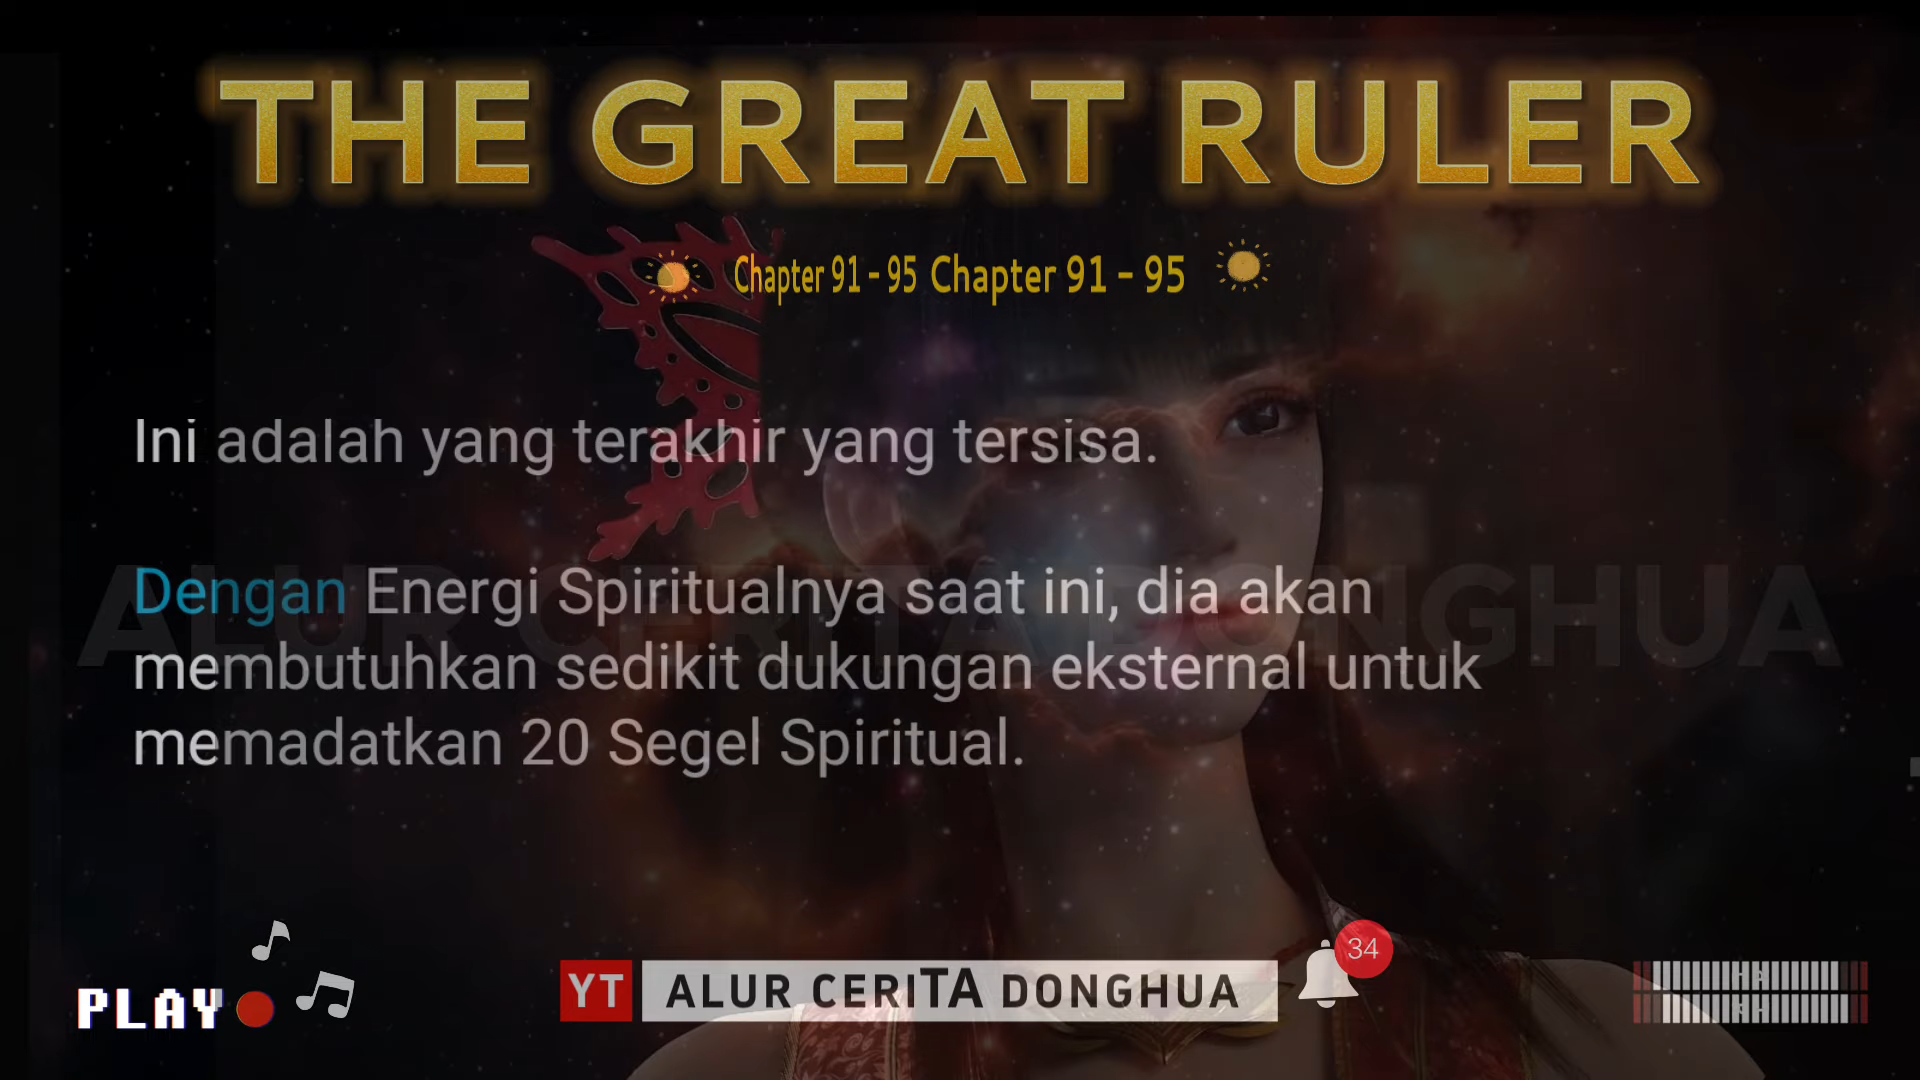 THE GREAT RULER
Chapter 91 - 95 Chapter 91 - 95
Ini adalah yang terakhir yang tersisa.
Dengan Energi Spiritualnya saat ini, dia akan
membutuhkan sedikit dukungan eksternal untuk
memadatkan 20 Segel Spiritual.
ALUR CERITA DONGHUA
PLAY
YT ALUR CERITA DONGHUA
34